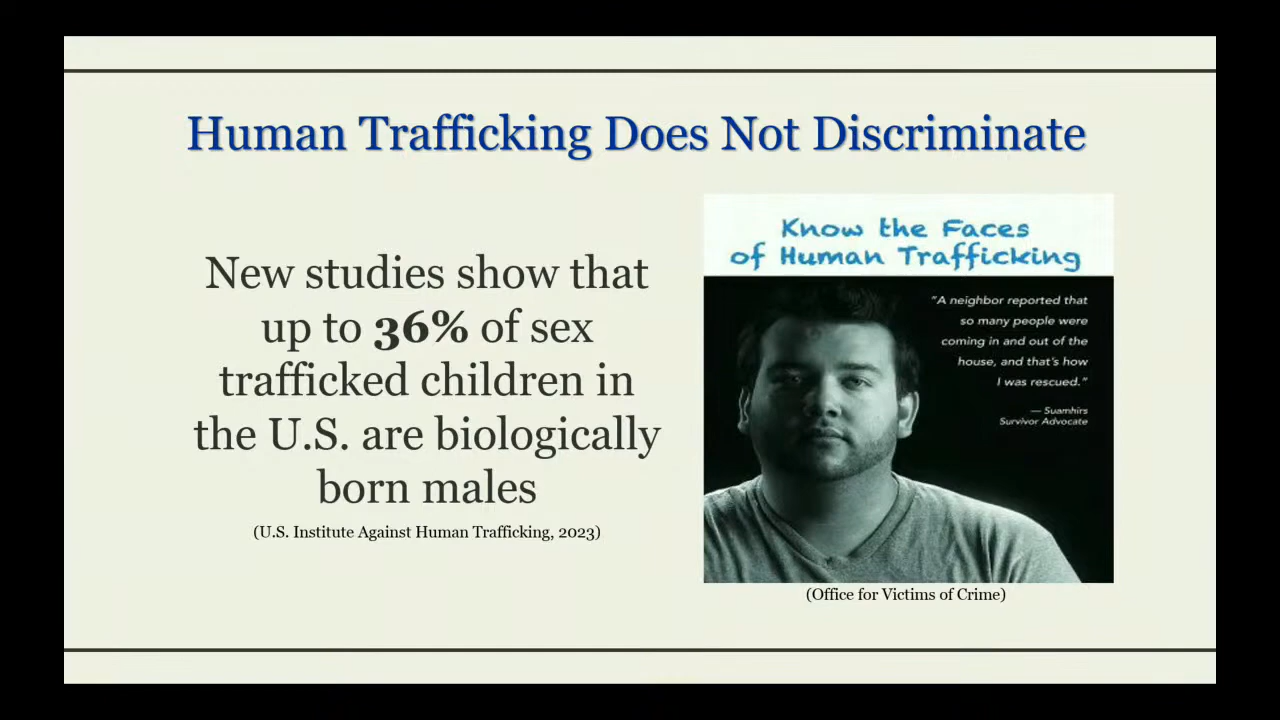 Human Trafficking Does Not Discriminate
New studies show that
up to 36% of sex
trafficked children in
the U.S. are biologically
born males
(U.S. Institute Against Human Trafficking, 2023)
Know the Faces
of Human Trafficking
"A neighbor reported that
so many people were
coming in and out of the
house, and that's how
I was rescued."
— Suamhirs
Survivor Advocate
(Office for Victims of Crime)